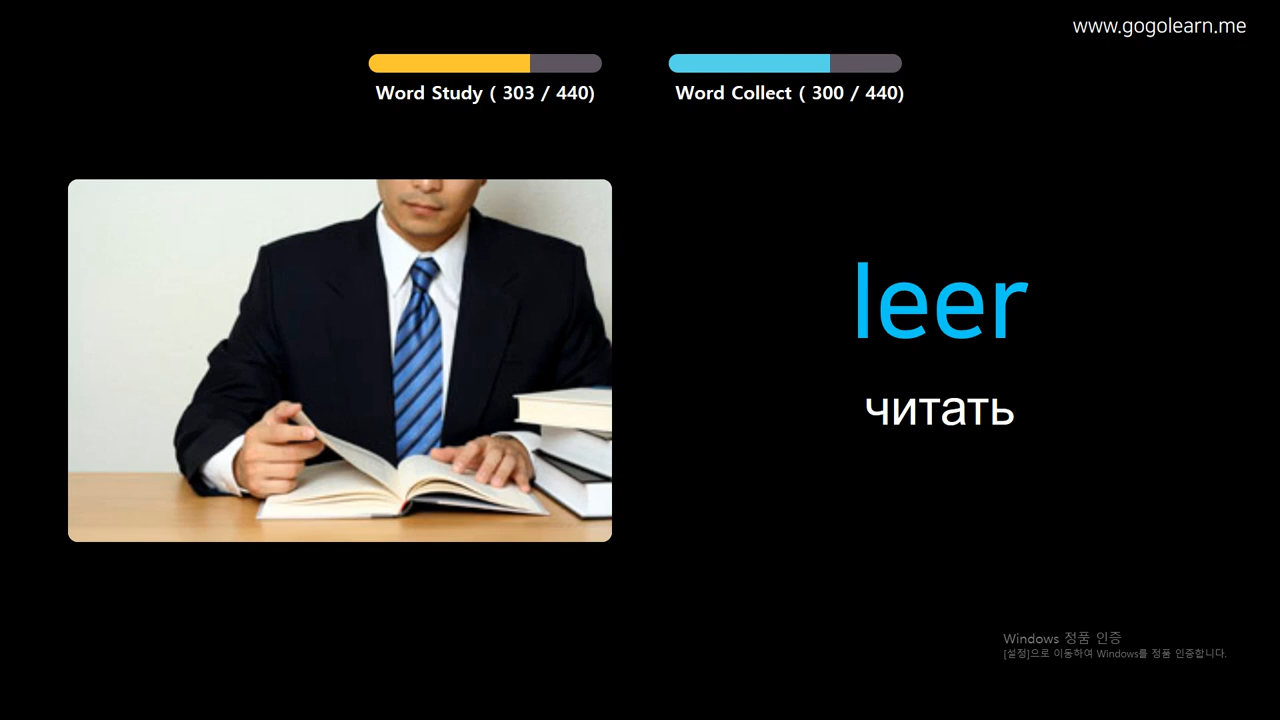 www.gogolearn.me
Word Study ( 303 / 440)
Word Collect ( 300 / 440)
leer
читать
Windows 정품 인증
[설정]으로 이동하여 Windows를 정품 인증합니다.